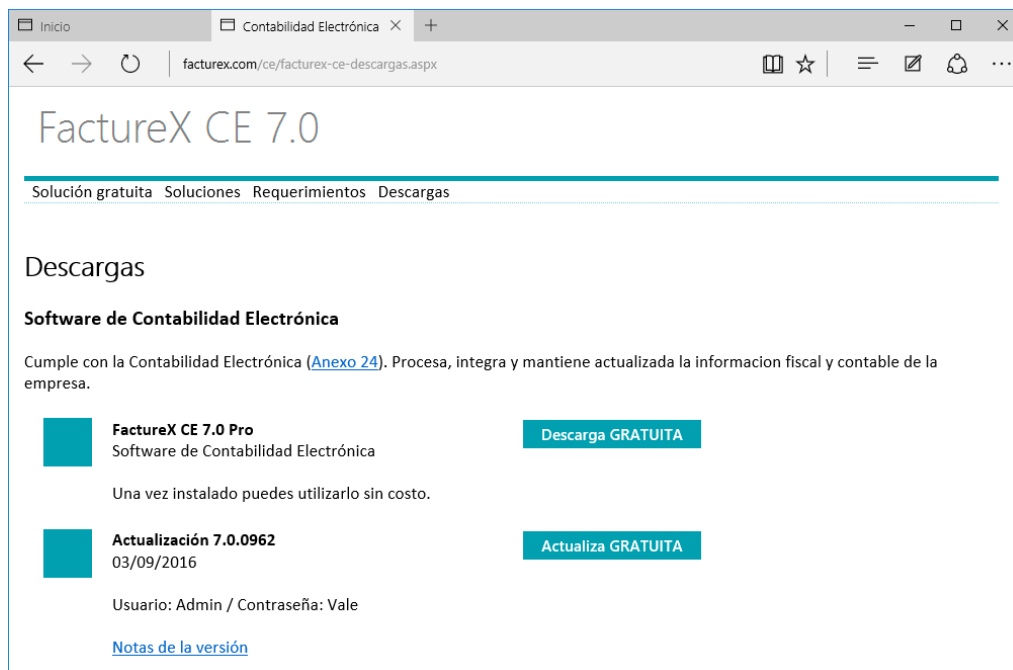 Inicio
Contabilidad Electrónica
facturex.com/ce/facturex-ce-descargas.aspx
FactureX CE 7.0
Solución gratuita Soluciones Requerimientos Descargas
Descargas
Software de Contabilidad Electrónica
Cumple con la Contabilidad Electrónica (Anexo 24). Procesa, integra y mantiene actualizada la informacion fiscal y contable de la
empresa.
FactureX CE 7.0 Pro
Descarga GRATUITA
Software de Contabilidad Electrónica
Una vez instalado puedes utilizarlo sin costo.
Actualización 7.0.0962
Actualiza GRATUITA
03/09/2016
Usuario: Admin / Contraseña: Vale
Notas de la versión